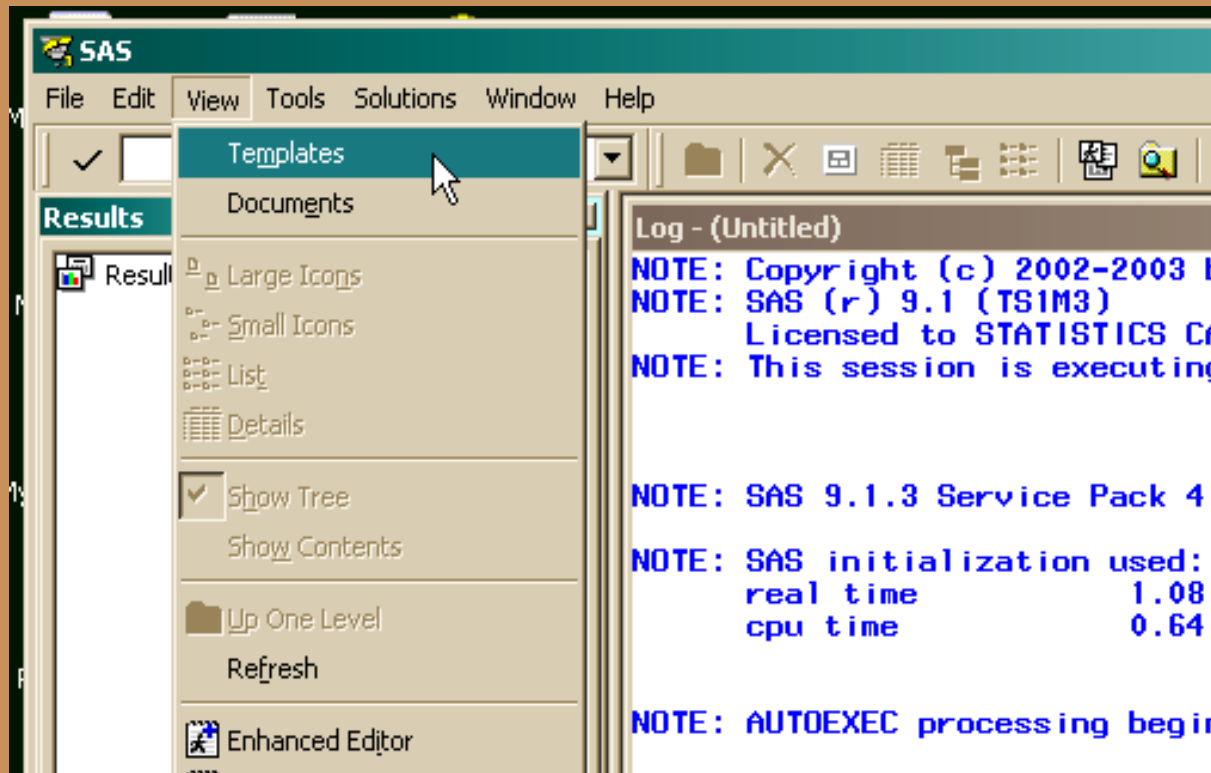 SAS
File Edit View Tools Solutions Window Help
Templates
Documents
Large Icons
Small Icons
List
Details
Show Tree
Show Contents
Up One Level
Refresh
Enhanced Editor
Results
Log - (Untitled)
NOTE: Copyright (c) 2002-2003
NOTE: SAS (r) 9.1 (TS1M3)
Licensed to STATISTICS
NOTE: This session is
NOTE: SAS 9.1.3 Service Pack 4
NOTE: SAS initialization used:
real time 1.08
cpu time 0.64
NOTE: AUTOEXEC processing